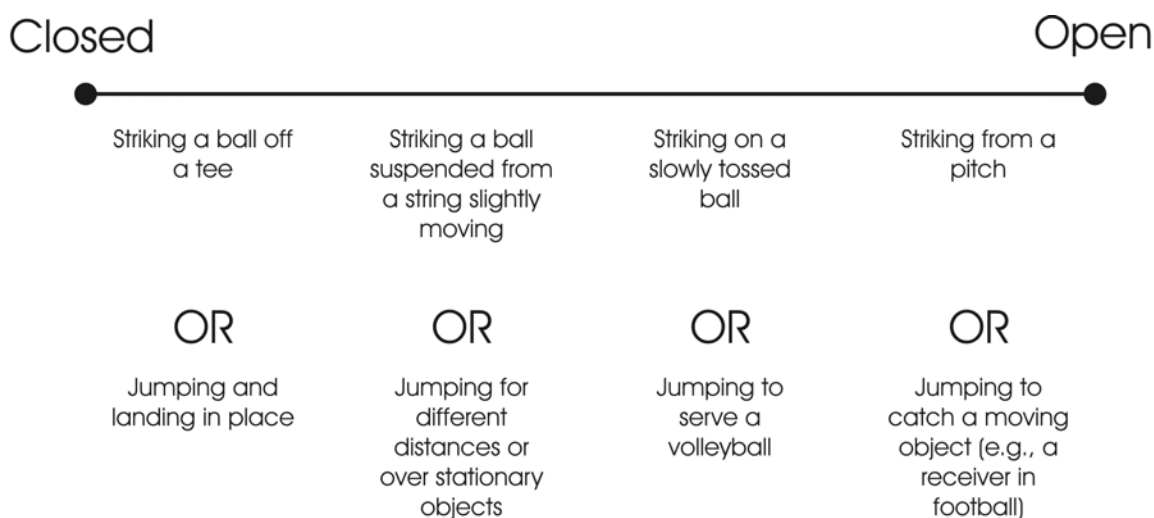 Closed
Open
Striking a ball off
a tee
Striking a ball
suspended from
a string slightly
moving
Striking on a
slowly tossed
ball
Striking from a
pitch
OR
OR
OR
OR
Jumping and
landing in place
Jumping for
different
distances or
over stationary
objects
Jumping to
serve a
volleyball
Jumping to
catch a moving
object (e.g., a
receiver in
football)